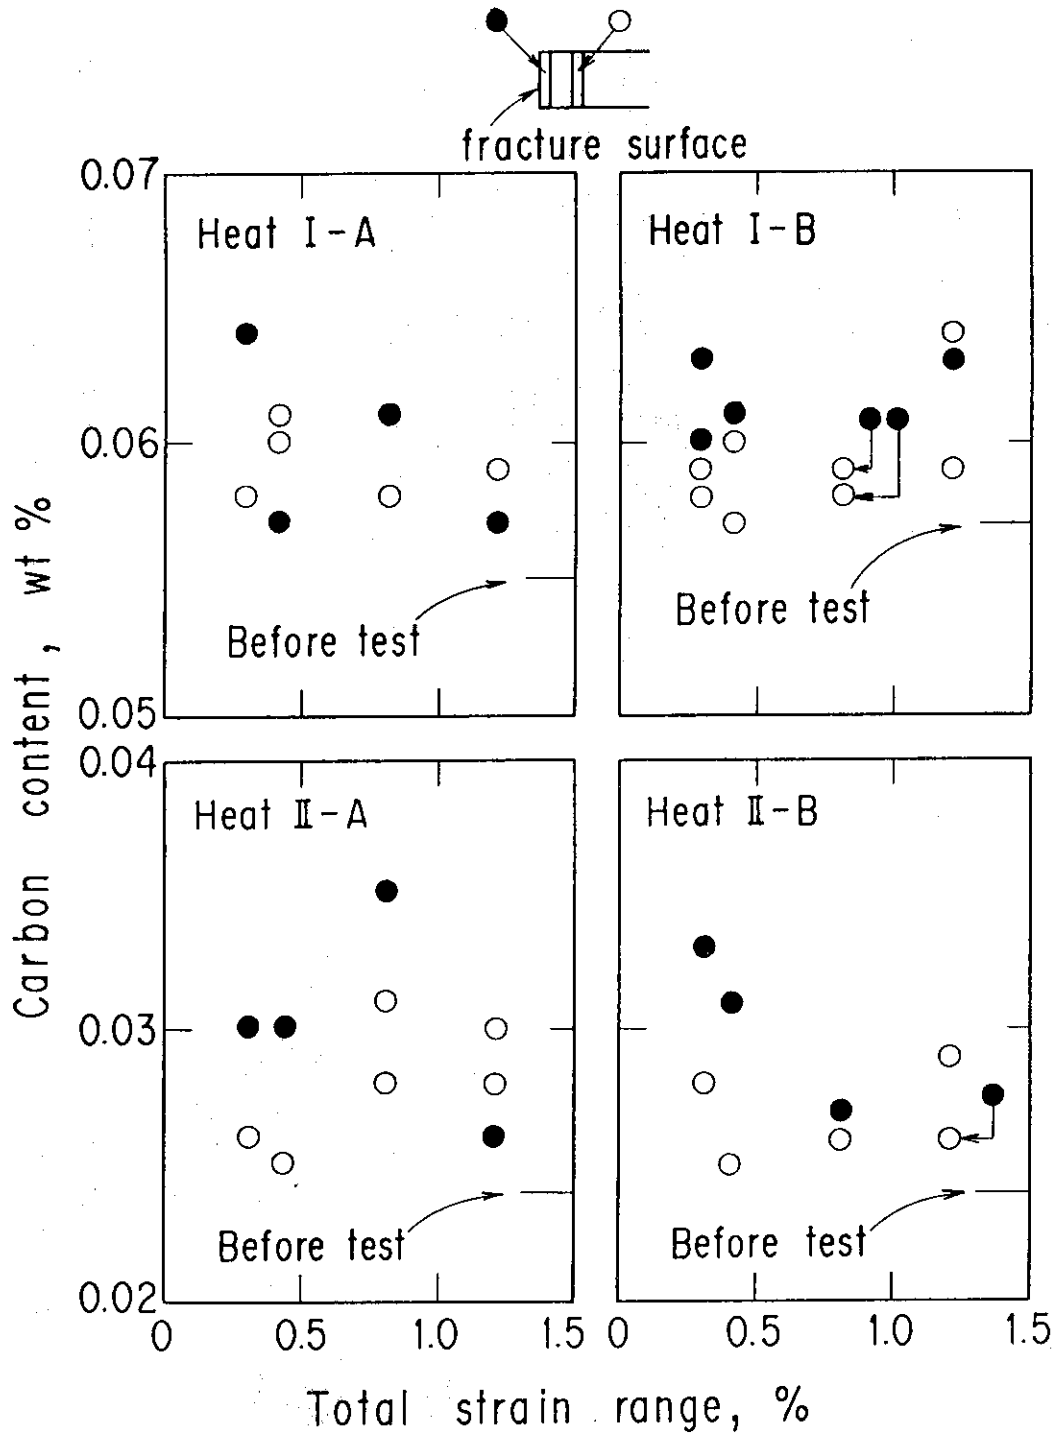 fracture surface
0.07
Heat I-A
Heat I-B
0.06
Before test
Before test
0.05
0.04
Heat II-A
Heat II-B
0.03
Before test
Before test
0.02
0 0.5 1.0 1.5 0 0.5 1.0 1.5
Total strain range, %
Carbon content, wt %